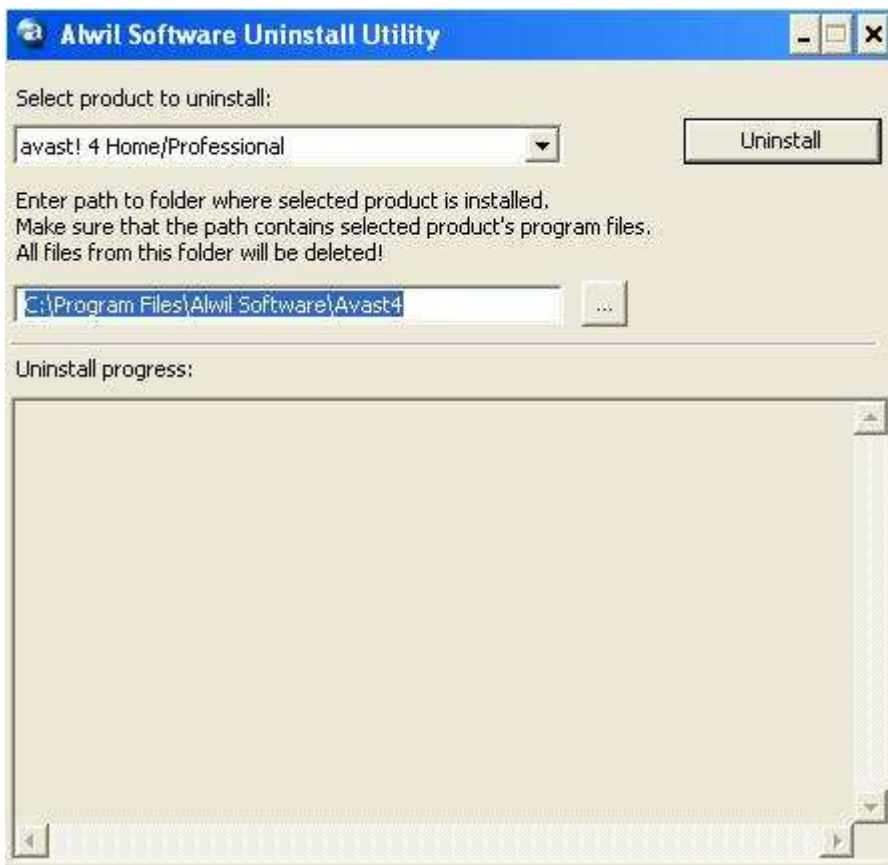 Alwil Software Uninstall Utility
Select product to uninstall:
avast! 4 Home/Professional
Uninstall
Enter path to folder where selected product is installed.
Make sure that the path contains selected product's program files.
All files from this folder will be deleted!
C:\Program Files\Alwil Software\Avast4
...
Uninstall progress: